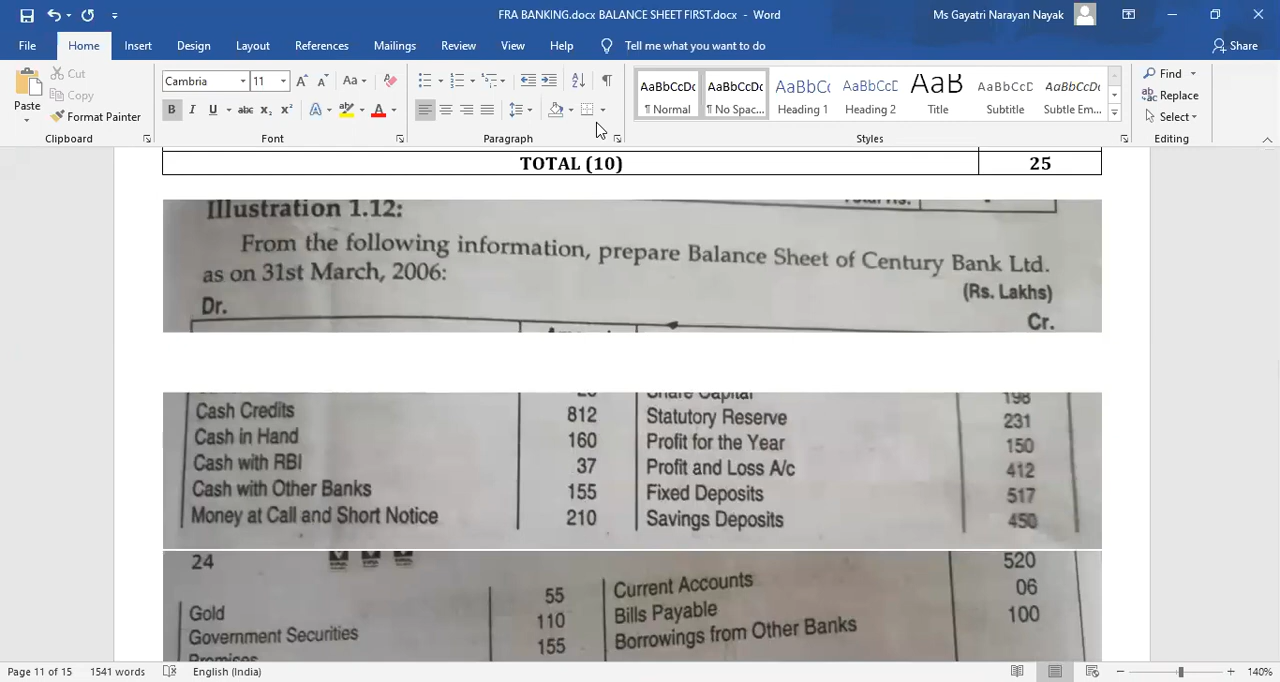 FRA BANKING.docx BALANCE SHEET FIRST.docx - Word
Ms Gayatri Narayan Nayak
File Home Insert Design Layout References Mailings Review View Help Tell me what you want to do Share
Paste
Cut
Copy
Format Painter
Clipboard
Cambria 11
Font
Paragraph
AaBbCcDc AaBbCcDc AaBbCc AaBbCcD AaB AaBbCcD AaBbCcDc
¶ Normal ¶ No Spac... Heading 1 Heading 2 Title Subtitle Subtle Em...
Styles
Find
Replace
Select
Editing
TOTAL (10) 25
Illustration 1.12:
From the following information, prepare Balance Sheet of Century Bank Ltd.
as on 31st March, 2006:
(Rs. Lakhs)
Dr. Cr.
Share Capital 198
Cash Credits 812 Statutory Reserve 231
Cash in Hand 160 Profit for the Year 150
Cash with RBI 37 Profit and Loss A/c 412
Cash with Other Banks 155 Fixed Deposits 517
Money at Call and Short Notice 210 Savings Deposits 450
24
Gold 55 Current Accounts 520
Government Securities 110 Bills Payable 06
Premises 155 Borrowings from Other Banks 100
Page 11 of 15 1541 words English (India) 140%